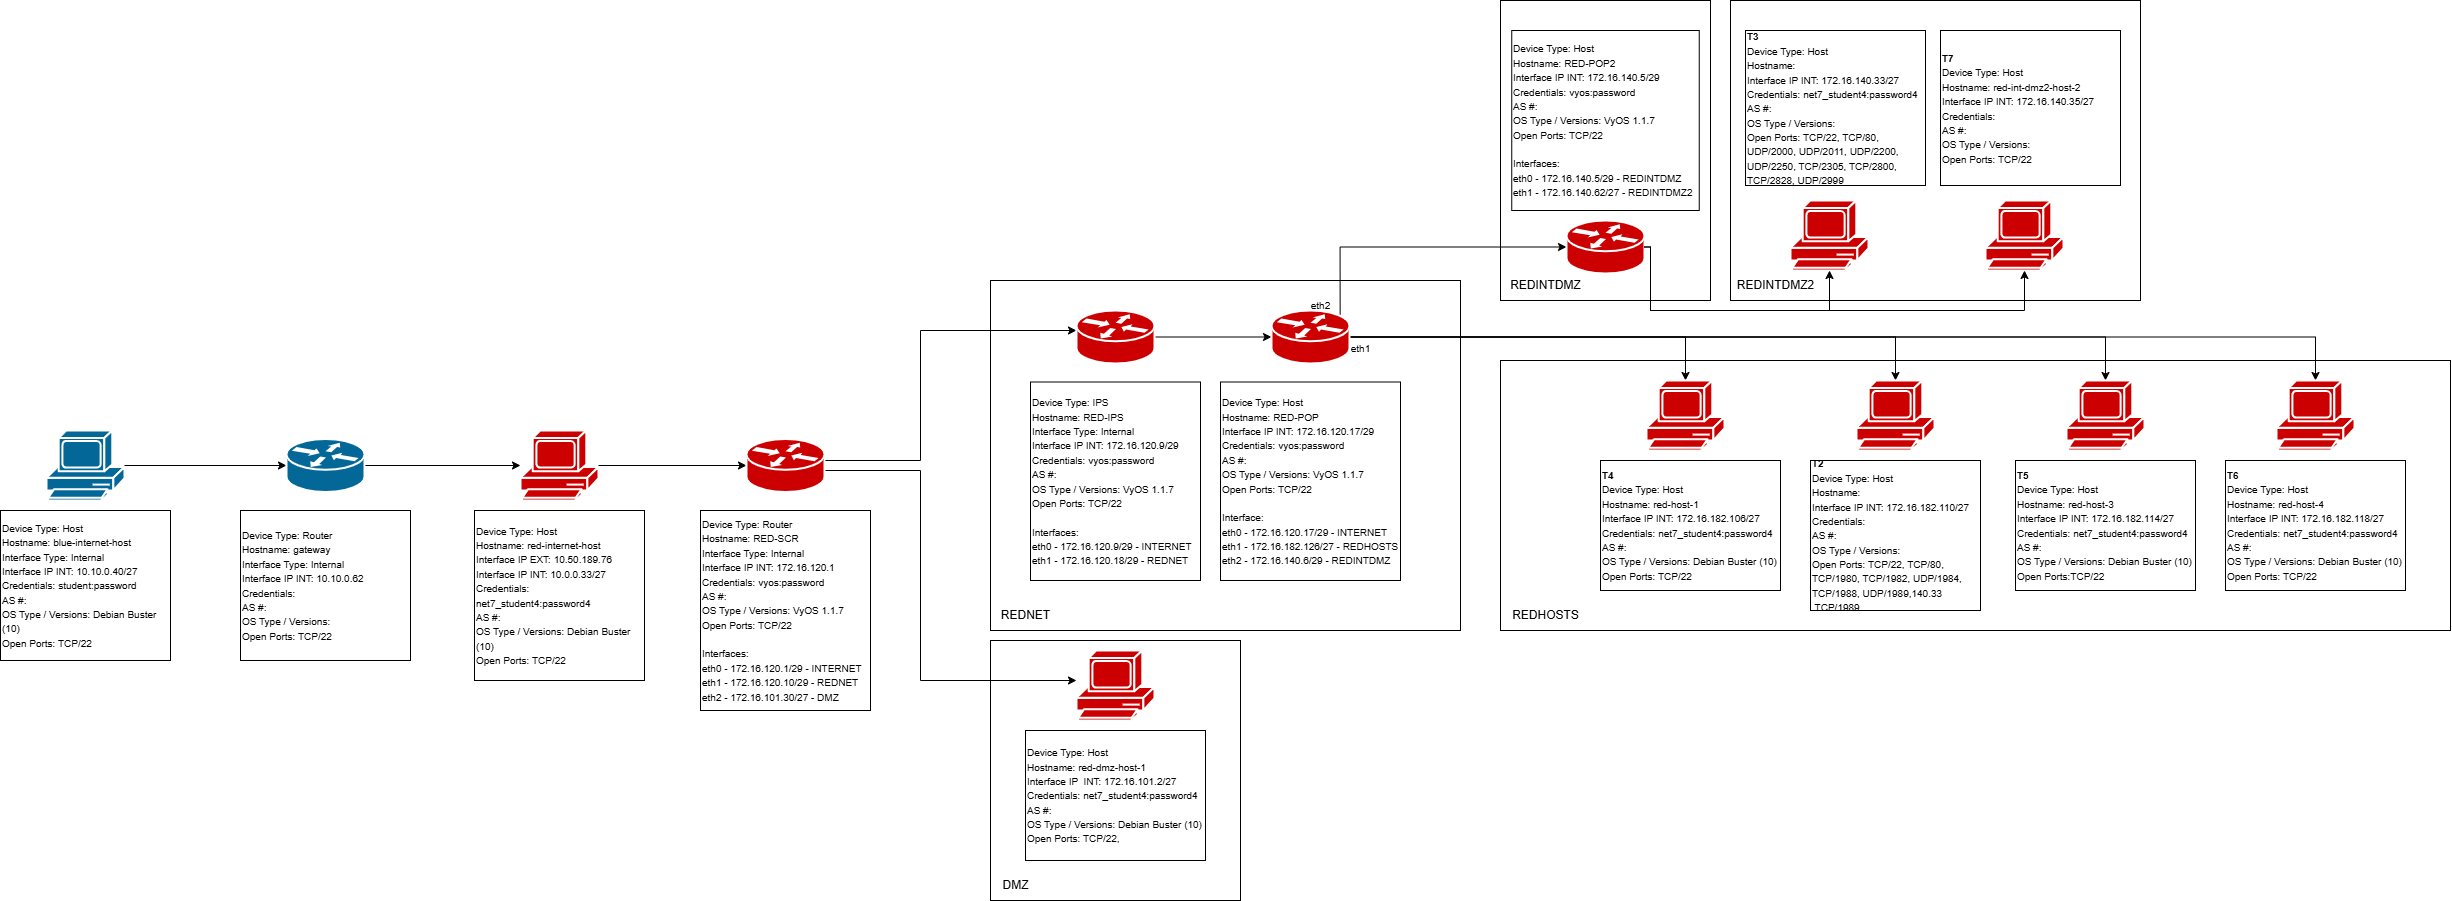 Device Type: Host
Hostname: RED-POP2
Interface IP INT: 172.16.140.5/29
Credentials: vyos:password
AS #:
OS Type / Versions: VyOS 1.1.7
Open Ports: TCP/22
Interfaces:
eth0 - 172.16.140.5/29 - REDINTDMZ
eth1 - 172.16.140.62/27 - REDINTDMZ2
REDINTDMZ
T3
Device Type: Host
Hostname:
Interface IP INT: 172.16.140.33/27
Credentials: net7_student4:password4
AS #:
OS Type / Versions:
Open Ports: TCP/22, TCP/80,
UDP/2000, UDP/2011, UDP/2200,
UDP/2250, TCP/2305, TCP/2800,
TCP/2828, UDP/2999
T7
Device Type: Host
Hostname: red-int-dmz2-host-2
Interface IP INT: 172.16.140.35/27
Credentials:
AS #:
OS Type / Versions:
Open Ports: TCP/22
REDINTDMZ2
eth2
eth1
Device Type: IPS
Hostname: RED-IPS
Interface Type: Internal
Interface IP INT: 172.16.120.9/29
Credentials: vyos:password
AS #:
OS Type / Versions: VyOS 1.1.7
Open Ports: TCP/22
Interfaces:
eth0 - 172.16.120.9/29 - INTERNET
eth1 - 172.16.120.18/29 - REDNET
Device Type: Host
Hostname: RED-POP
Interface IP INT: 172.16.120.17/29
Credentials: vyos:password
AS #:
OS Type / Versions: VyOS 1.1.7
Open Ports: TCP/22
Interface:
eth0 - 172.16.120.17/29 - INTERNET
eth1 - 172.16.182.126/27 - REDHOSTS
eth2 - 172.16.140.6/29 - REDINTDMZ
REDNET
T4
Device Type: Host
Hostname: red-host-1
Interface IP INT: 172.16.182.106/27
Credentials: net7_student4:password4
AS #:
OS Type / Versions: Debian Buster (10)
Open Ports: TCP/22
T2
Device Type: Host
Hostname:
Interface IP INT: 172.16.182.110/27
Credentials:
AS #:
OS Type / Versions:
Open Ports: TCP/22, TCP/80,
TCP/1980, TCP/1982, UDP/1984,
TCP/1988, UDP/1989,140.33
TCP/1989
T5
Device Type: Host
Hostname: red-host-3
Interface IP INT: 172.16.182.114/27
Credentials: net7_student4:password4
AS #:
OS Type / Versions: Debian Buster (10)
Open Ports:TCP/22
T6
Device Type: Host
Hostname: red-host-4
Interface IP INT: 172.16.182.118/27
Credentials: net7_student4:password4
AS #:
OS Type / Versions: Debian Buster (10)
Open Ports: TCP/22
REDHOSTS
Device Type: Host
Hostname: blue-internet-host
Interface Type: Internal
Interface IP INT: 10.10.0.40/27
Credentials: student:password
AS #:
OS Type / Versions: Debian Buster
(10)
Open Ports: TCP/22
Device Type: Router
Hostname: gateway
Interface Type: Internal
Interface IP INT: 10.10.0.62
Credentials:
AS #:
OS Type / Versions:
Open Ports: TCP/22
Device Type: Host
Hostname: red-internet-host
Interface IP EXT: 10.50.189.76
Interface IP INT: 10.0.0.33/27
Credentials:
net7_student4:password4
AS #:
OS Type / Versions: Debian Buster
(10)
Open Ports: TCP/22
Device Type: Router
Hostname: RED-SCR
Interface Type: Internal
Interface IP INT: 172.16.120.1
Credentials: vyos:password
AS #:
OS Type / Versions: VyOS 1.1.7
Open Ports: TCP/22
Interfaces:
eth0 - 172.16.120.1/29 - INTERNET
eth1 - 172.16.120.10/29 - REDNET
eth2 - 172.16.101.30/27 - DMZ
Device Type: Host
Hostname: red-dmz-host-1
Interface IP  INT: 172.16.101.2/27
Credentials: net7_student4:password4
AS #:
OS Type / Versions: Debian Buster (10)
Open Ports: TCP/22,
DMZ